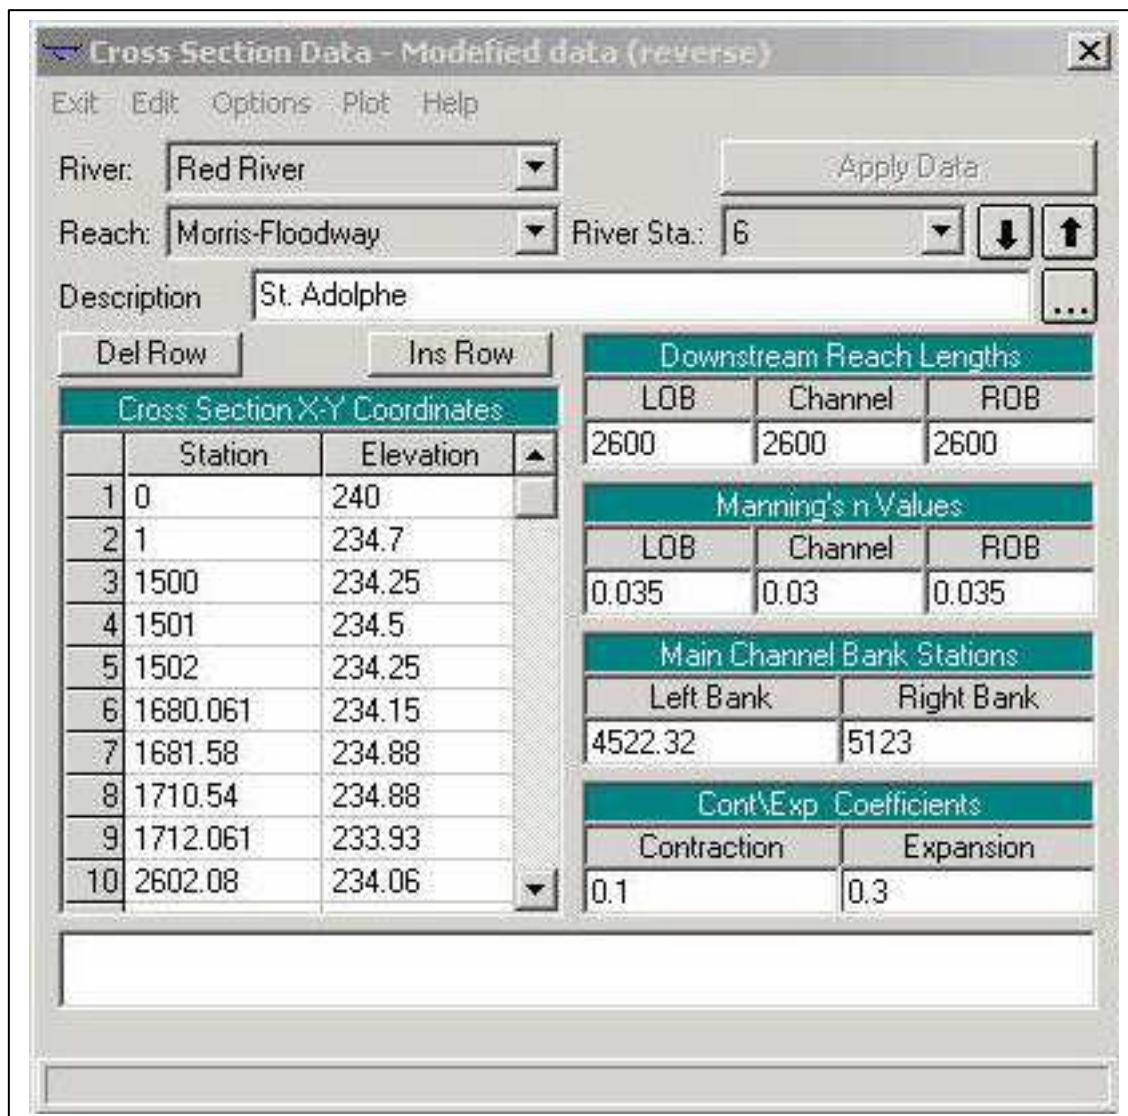 Cross Section Data - Modefied data (reverse)
Exit Edit Options Plot Help
River: Red River Apply Data
Reach: Morris-Floodway River Sta.: 6
Description St. Adolphe ...
Del Row Ins Row
Cross Section X-Y Coordinates
Station Elevation
1 0 240
2 1 234.7
3 1500 234.25
4 1501 234.5
5 1502 234.25
6 1680.061 234.15
7 1681.58 234.88
8 1710.54 234.88
9 1712.061 233.93
10 2602.08 234.06
Downstream Reach Lengths
LOB Channel ROB
2600 2600 2600
Manning's n Values
LOB Channel ROB
0.035 0.03 0.035
Main Channel Bank Stations
Left Bank Right Bank
4522.32 5123
Cont\Exp Coefficients
Contraction Expansion
0.1 0.3